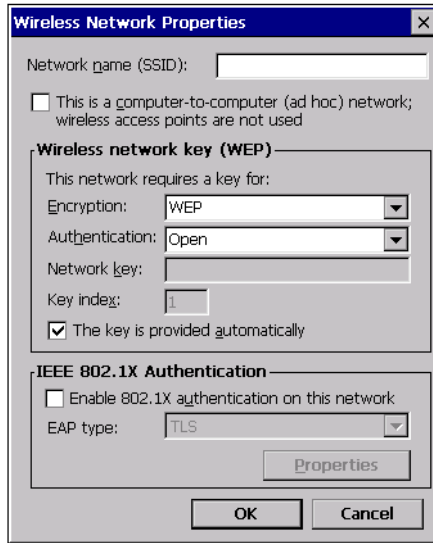 Wireless Network Properties
Network name (SSID):
This is a computer-to-computer (ad hoc) network;
wireless access points are not used
Wireless network key (WEP)
This network requires a key for:
Encryption: WEP
Authentication: Open
Network key:
Key index: 1
The key is provided automatically
IEEE 802.1X Authentication
Enable 802.1X authentication on this network
EAP type: TLS
Properties
OK Cancel